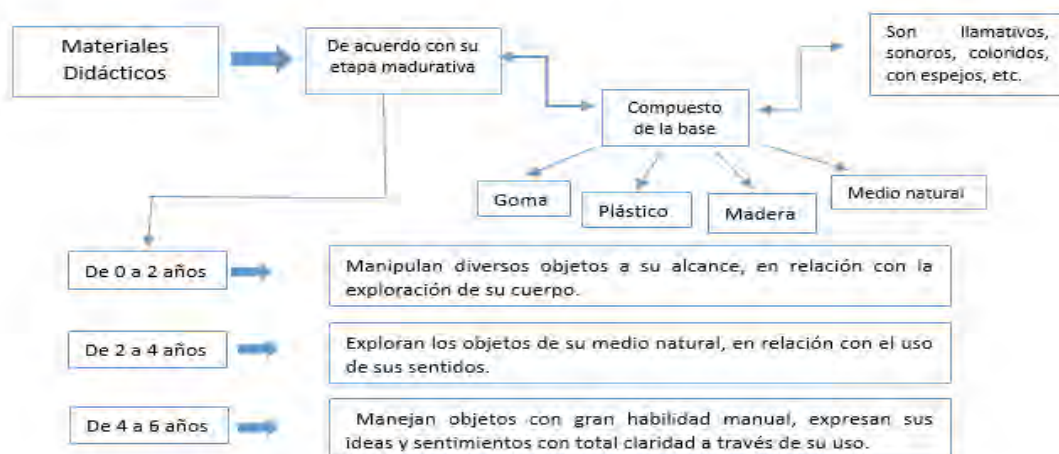 Materiales
Didácticos
De acuerdo con su
etapa madurativa
Son llamativos,
sonoros, coloridos,
con espejos, etc.
Compuesto
de la base
Goma
Plástico
Madera
Medio natural
De 0 a 2 años
Manipulan diversos objetos a su alcance, en relación con la
exploración de su cuerpo.
De 2 a 4 años
Exploran los objetos de su medio natural, en relación con el uso
de sus sentidos.
De 4 a 6 años
Manejan objetos con gran habilidad manual, expresan sus
ideas y sentimientos con total claridad a través de su uso.